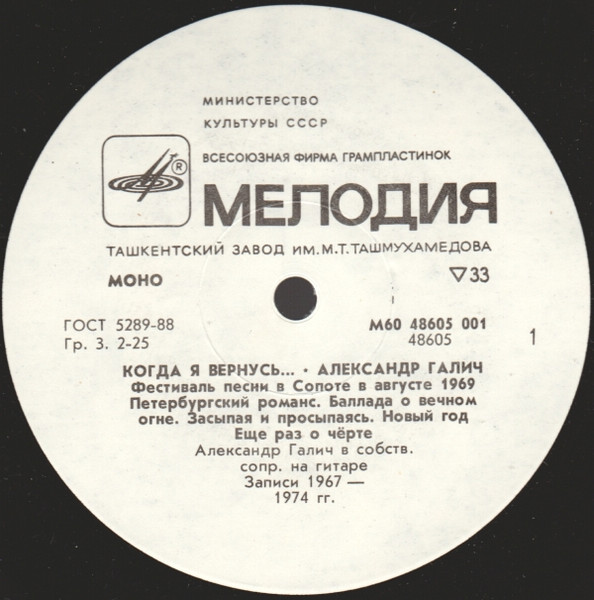 МИНИСТЕРСТВО
КУЛЬТУРЫ СССР
ВСЕСОЮЗНАЯ ФИРМА ГРАМПЛАСТИНОК
®
МЕЛОДИЯ
ТАШКЕНТСКИЙ ЗАВОД ИМ.М.Т.ТАШМУХАМЕДОВА
МОНО ▽33
ГОСТ 5289-88 М60 48605 001
Гр. 3. 2-25 48605 1
КОГДА Я ВЕРНУСЬ... • АЛЕКСАНДР ГАЛИЧ
Фестиваль песни в Сопоте в августе 1969
Петербургский романс. Баллада о вечном
огне. Засыпая и просыпаясь. Новый год
Еще раз о чёрте
Александр Галич в собств.
сопр. на гитаре
Записи 1967 —
1974 гг.